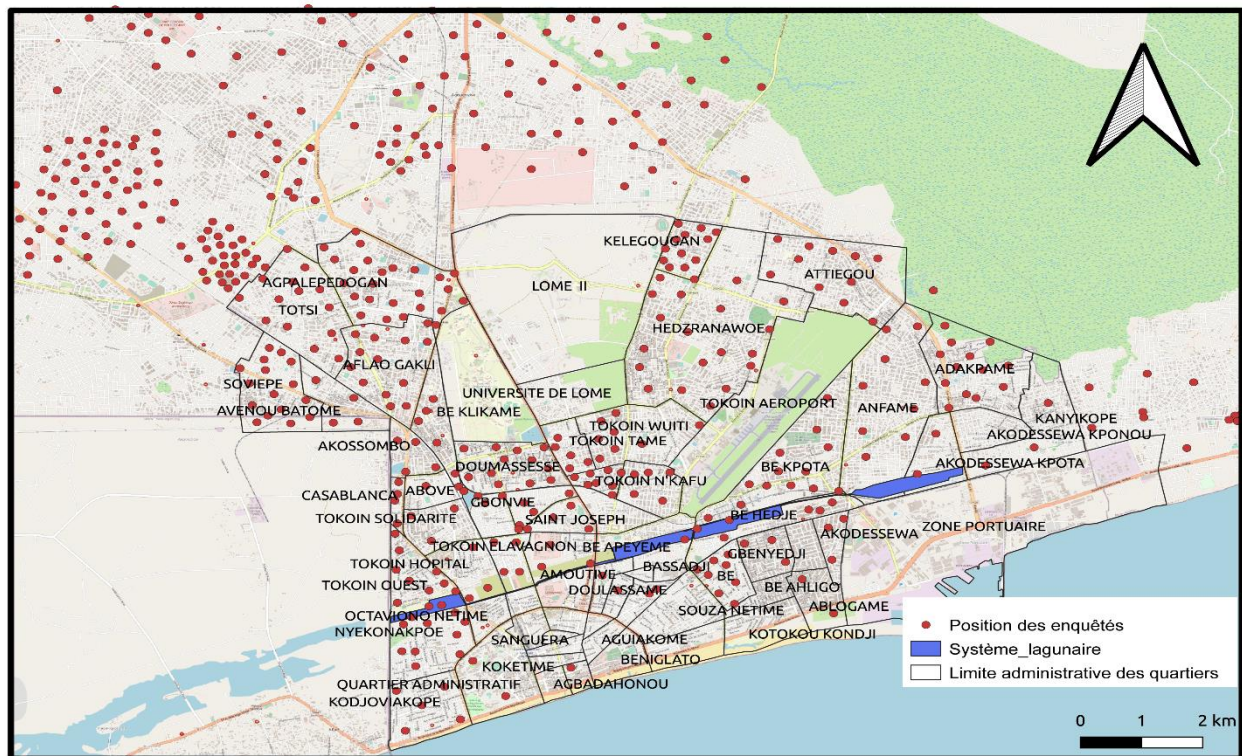 KELEGOUGAN
ATTIEGOU
AGPALEPEDOGAN
LOME II
TOTSI
HEDZRANAWOE
AFLAO GAKLI
ADAKPAME
SOVIEPE
UNIVERSITE DE LOME
TOKOIN AEROPORT
AVENOU BATOME
BE KLIKAME
ANFAME
KANYIKOPE
TOKOIN WUITI
AKODESSEWA KPONOU
TOKOIN TAME
AKOSSOMBO
DOUMASSESSE
BE KPOTA
AKODESSEWA KPOTA
TOKOIN N'KAFU
CASABLANCA
ABOVE
GBONVIE
TOKOIN SOLIDARITE
SAINT JOSEPH
BE HEDJE
ZONE PORTUAIRE
AKODESSEWA
TOKOIN ELAVAGNON
BE APEYEME
GBENYEDJI
TOKOIN HOPITAL
BASSADJI
AMOUTIVE
BE
TOKOIN OUEST
DOULASSAME
BE AHLIGO
OCTAVIONO NETIME
SOUZA NETIME
ABLOGAME
NYEKONAKPOE
SANGUERA
AGUIAKOME
KOTOKOU KONDJI
KOKETIME
BENIGLATO
QUARTIER ADMINISTRATIF
AGBADAHONOU
KODJOVIAKOPE
Position des enquêtés
Système_lagunaire
Limite administrative des quartiers
0 1 2 km